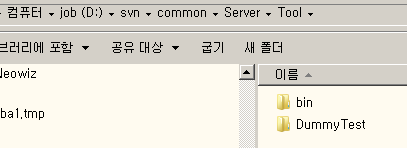 컴퓨터 ▸ job (D:) ▸ svn ▸ common ▸ Server ▸ Tool ▸
브러리에 포함 ▾ 공유 대상 ▾ 굽기 새 폴더
Neowiz
ba1.tmp
이름
bin
DummyTest